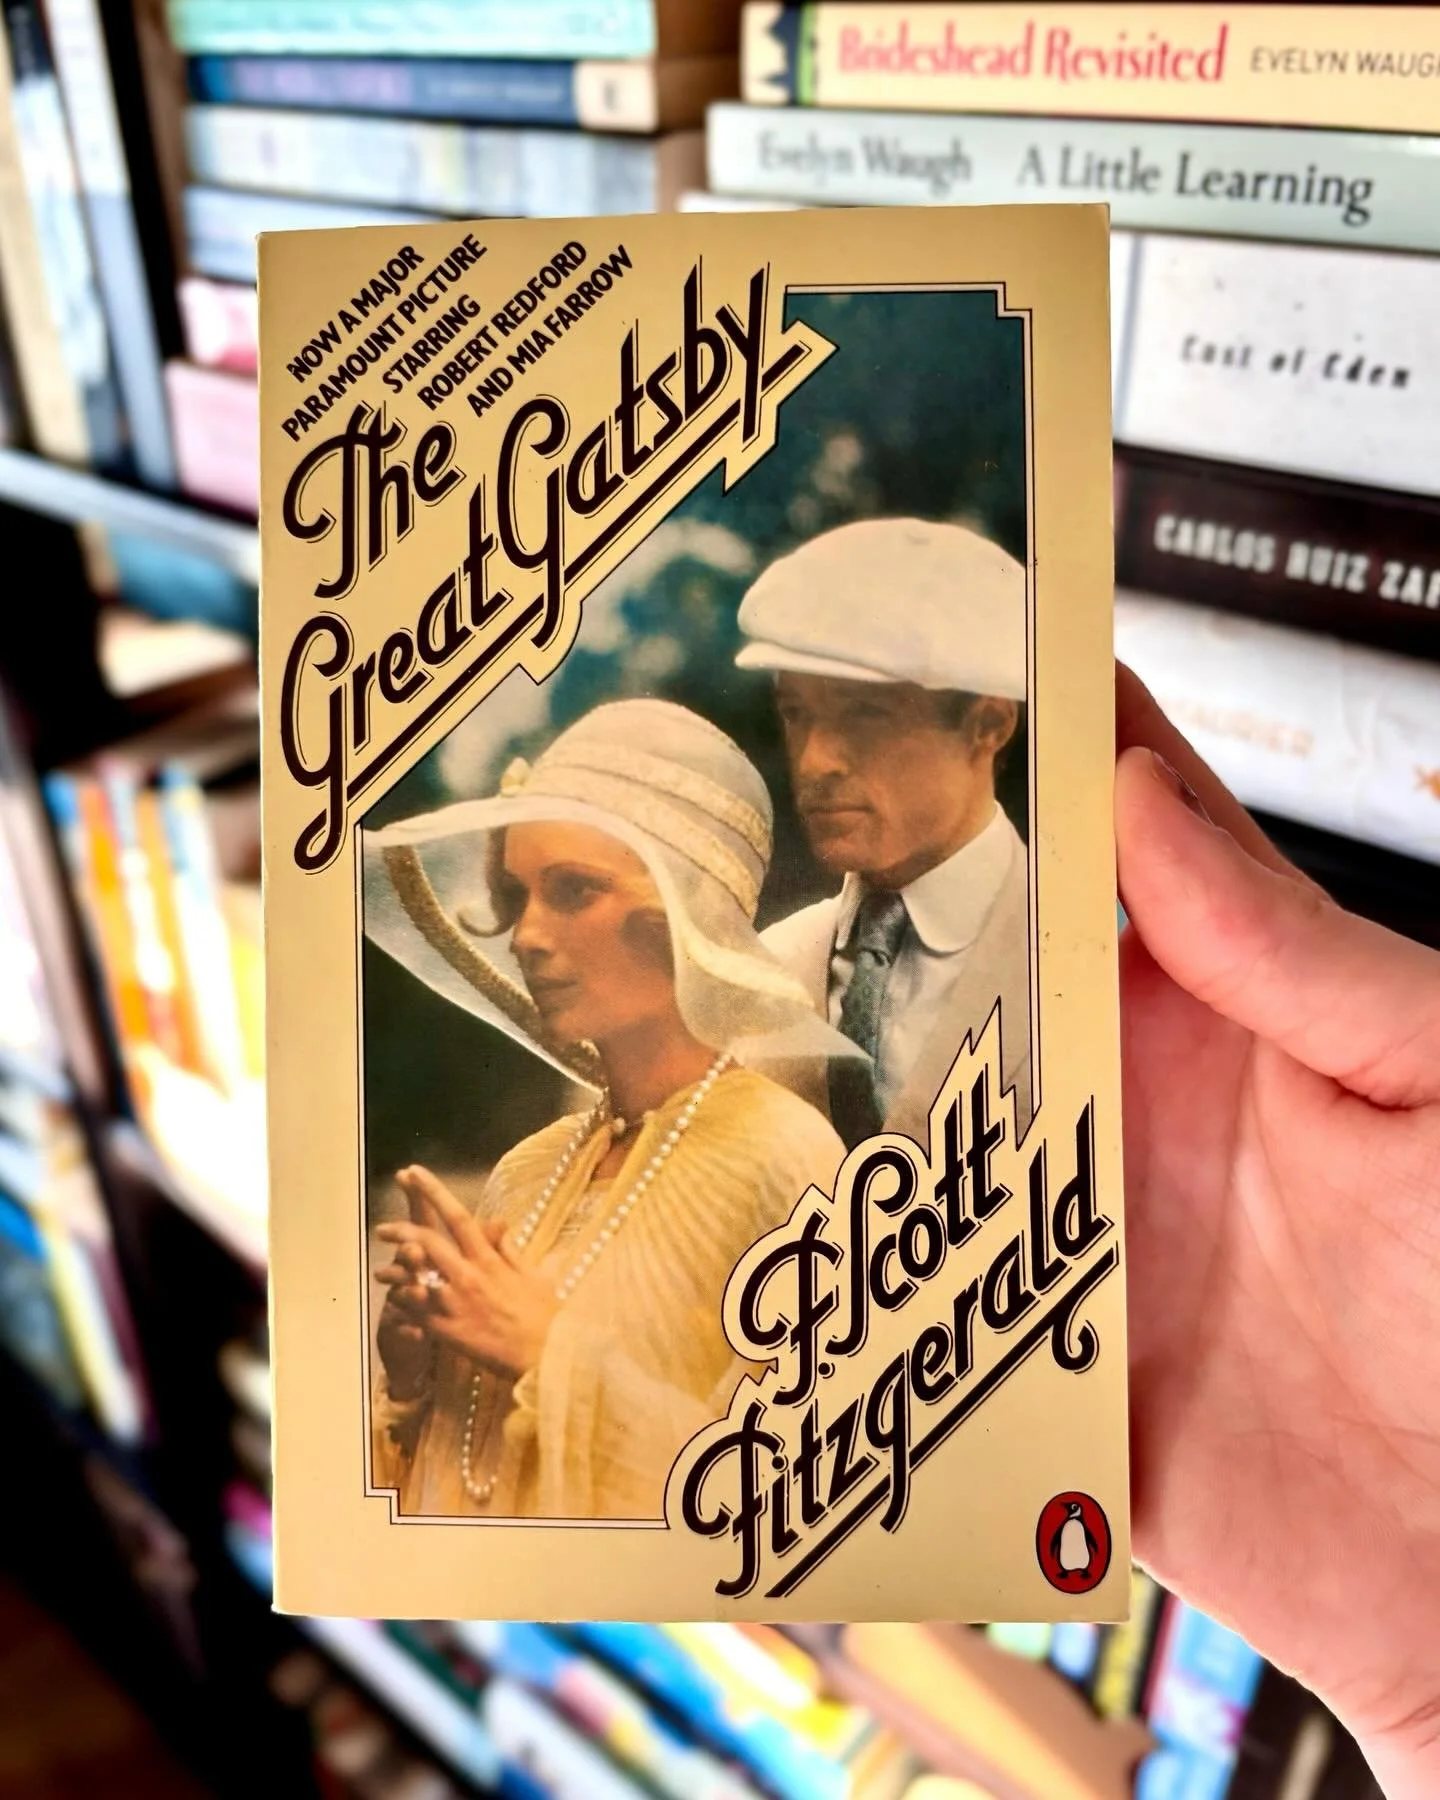 Brideshead Revisited EVELYN WAUGH
Evelyn Waugh A Little Learning
East of Eden
CARLOS RUIZ ZAF
NOW A MAJOR
PARAMOUNT PICTURE
STARRING
ROBERT REDFORD
AND MIA FARROW
The
Great Gatsby
F. Scott
Fitzgerald